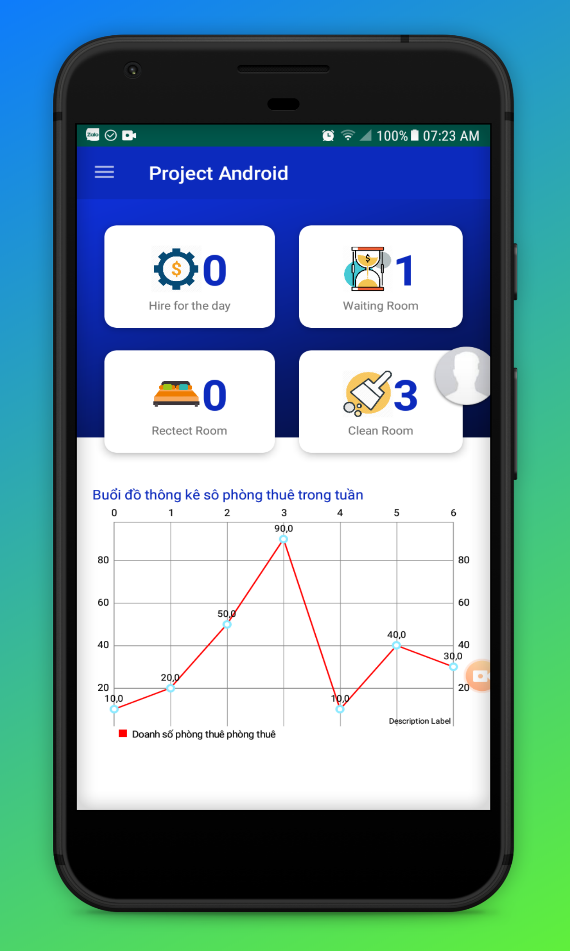 Zalo 100% 07:23 AM
Project Android
$ 0
Hire for the day
$ 1
Waiting Room
0
Rectect Room
3
Clean Room
Buổi đồ thông kê sô phòng thuê trong tuần
0 1 2 3 4 5 6
90,0
80 80
60 60
50,0
40,0
40 40
30,0
20,0
20 20
10,0 10,0
Description Label
Doanh số phòng thuê phòng thuê